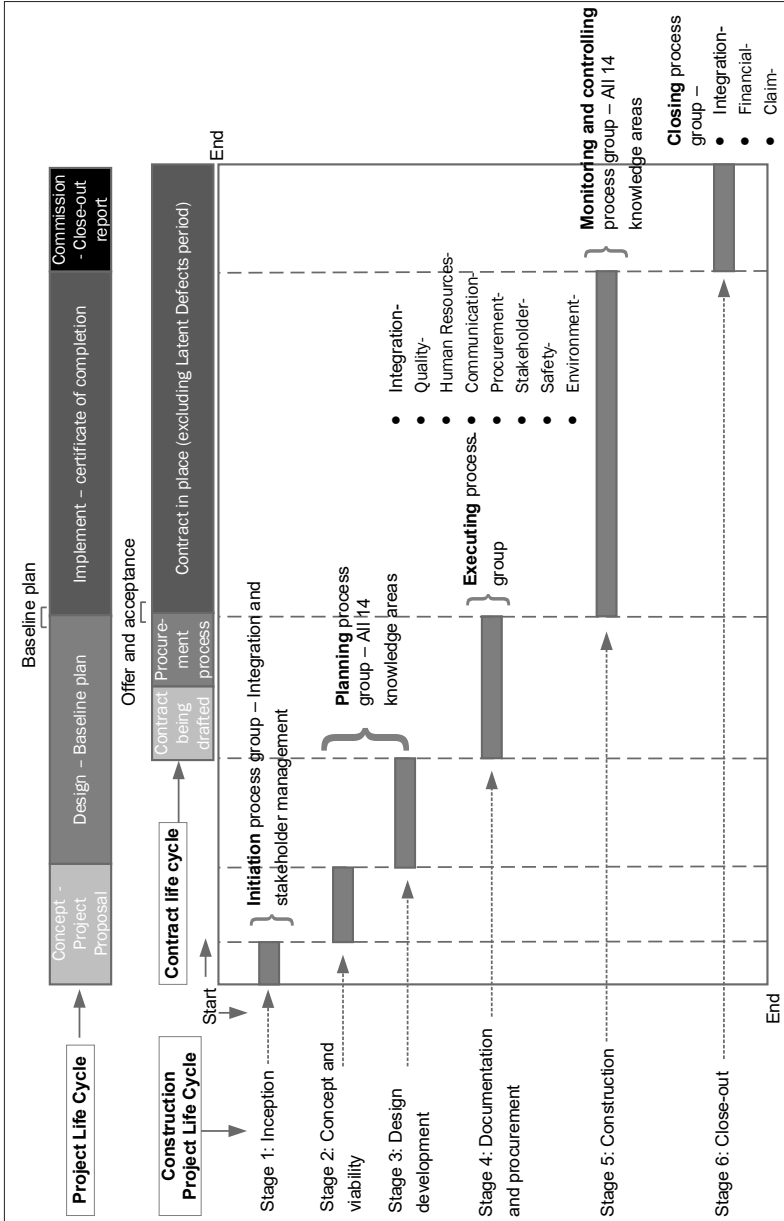 Baseline plan
Project Life Cycle
Concept -
Project
Proposal
Design – Baseline plan
Implement – certificate of completion
Commission
- Close-out
report
Offer and acceptance
Contract life cycle
Contract
being
drafted
Procure-
ment
process
Contract in place (excluding Latent Defects period)
Construction
Project Life Cycle
Start
End
Stage 1: Inception
Initiation process group – Integration and
stakeholder management
Stage 2: Concept and
viability
Stage 3: Design
development
Planning process
group – All 14
knowledge areas
Stage 4: Documentation
and procurement
Executing process
group
• Integration-
• Quality-
• Human Resources-
• Communication-
• Procurement-
• Stakeholder-
• Safety-
• Environment-
Stage 5: Construction
Monitoring and controlling
process group – All 14
knowledge areas
Stage 6: Close-out
Closing process
group –
• Integration-
• Financial-
• Claim-
End